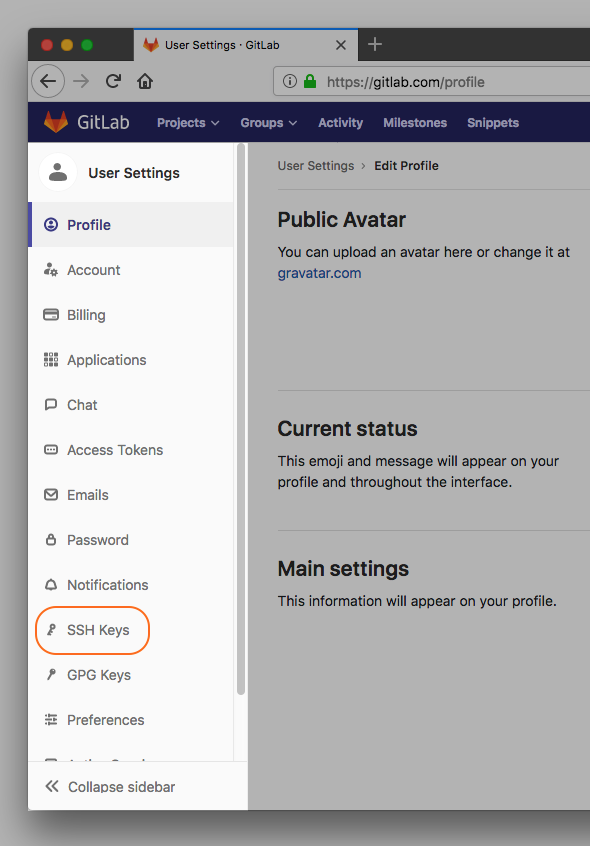 User Settings · GitLab
https://gitlab.com/profile
GitLab Projects Groups Activity Milestones Snippets
User Settings
Profile
Account
Billing
Applications
Chat
Access Tokens
Emails
Password
Notifications
SSH Keys
GPG Keys
Preferences
Collapse sidebar
User Settings › Edit Profile
Public Avatar
You can upload an avatar here or change it at
gravatar.com
Current status
This emoji and message will appear on your
profile and throughout the interface.
Main settings
This information will appear on your profile.